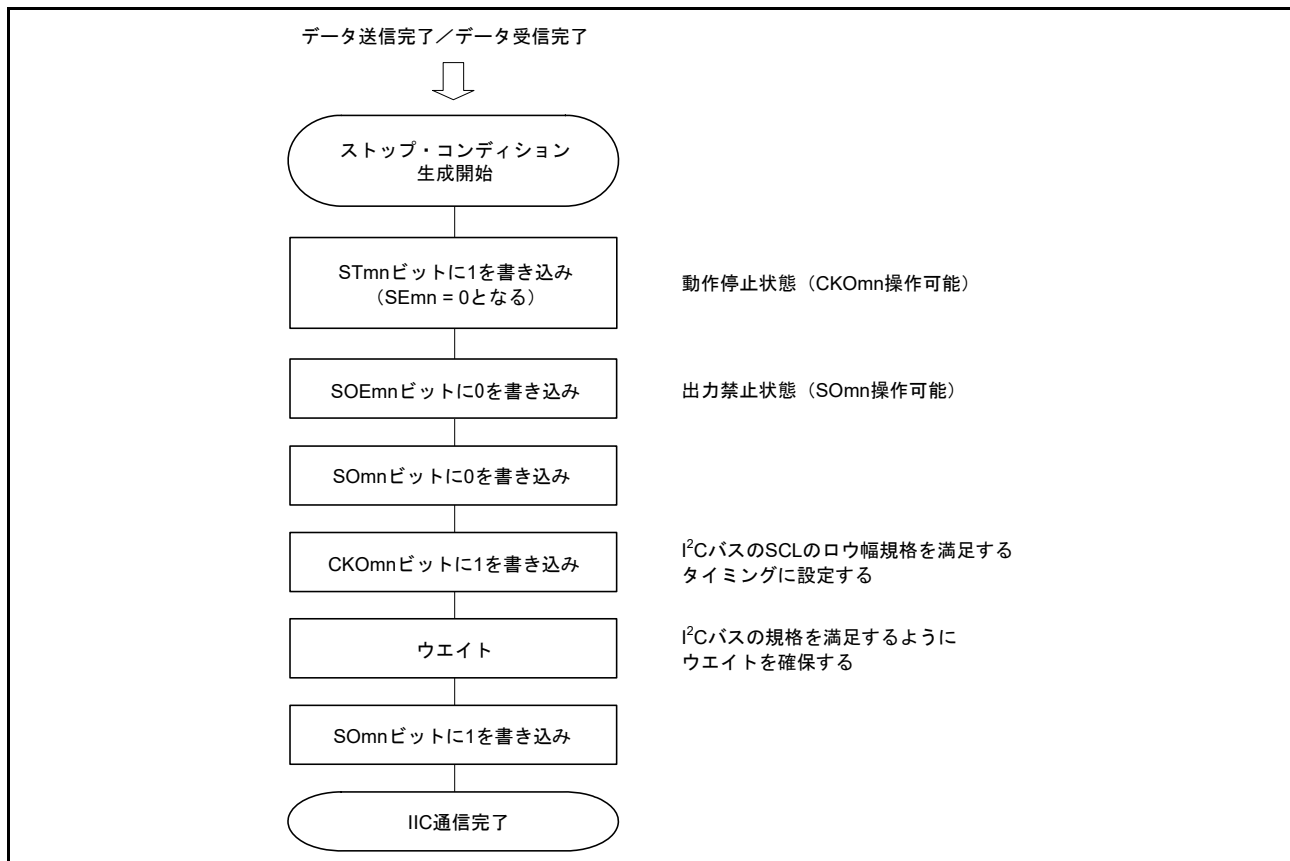 データ送信完了／データ受信完了
ストップ・コンディション
生成開始
STmnビットに1を書き込み
（SEmn = 0となる）
動作停止状態（CKOmn操作可能）
SOEmnビットに0を書き込み
出力禁止状態（SOmn操作可能）
SOmnビットに0を書き込み
CKOmnビットに1を書き込み
I²CバスのSCLのロウ幅規格を満足する
タイミングに設定する
ウエイト
I²Cバスの規格を満足するように
ウエイトを確保する
SOmnビットに1を書き込み
IIC通信完了